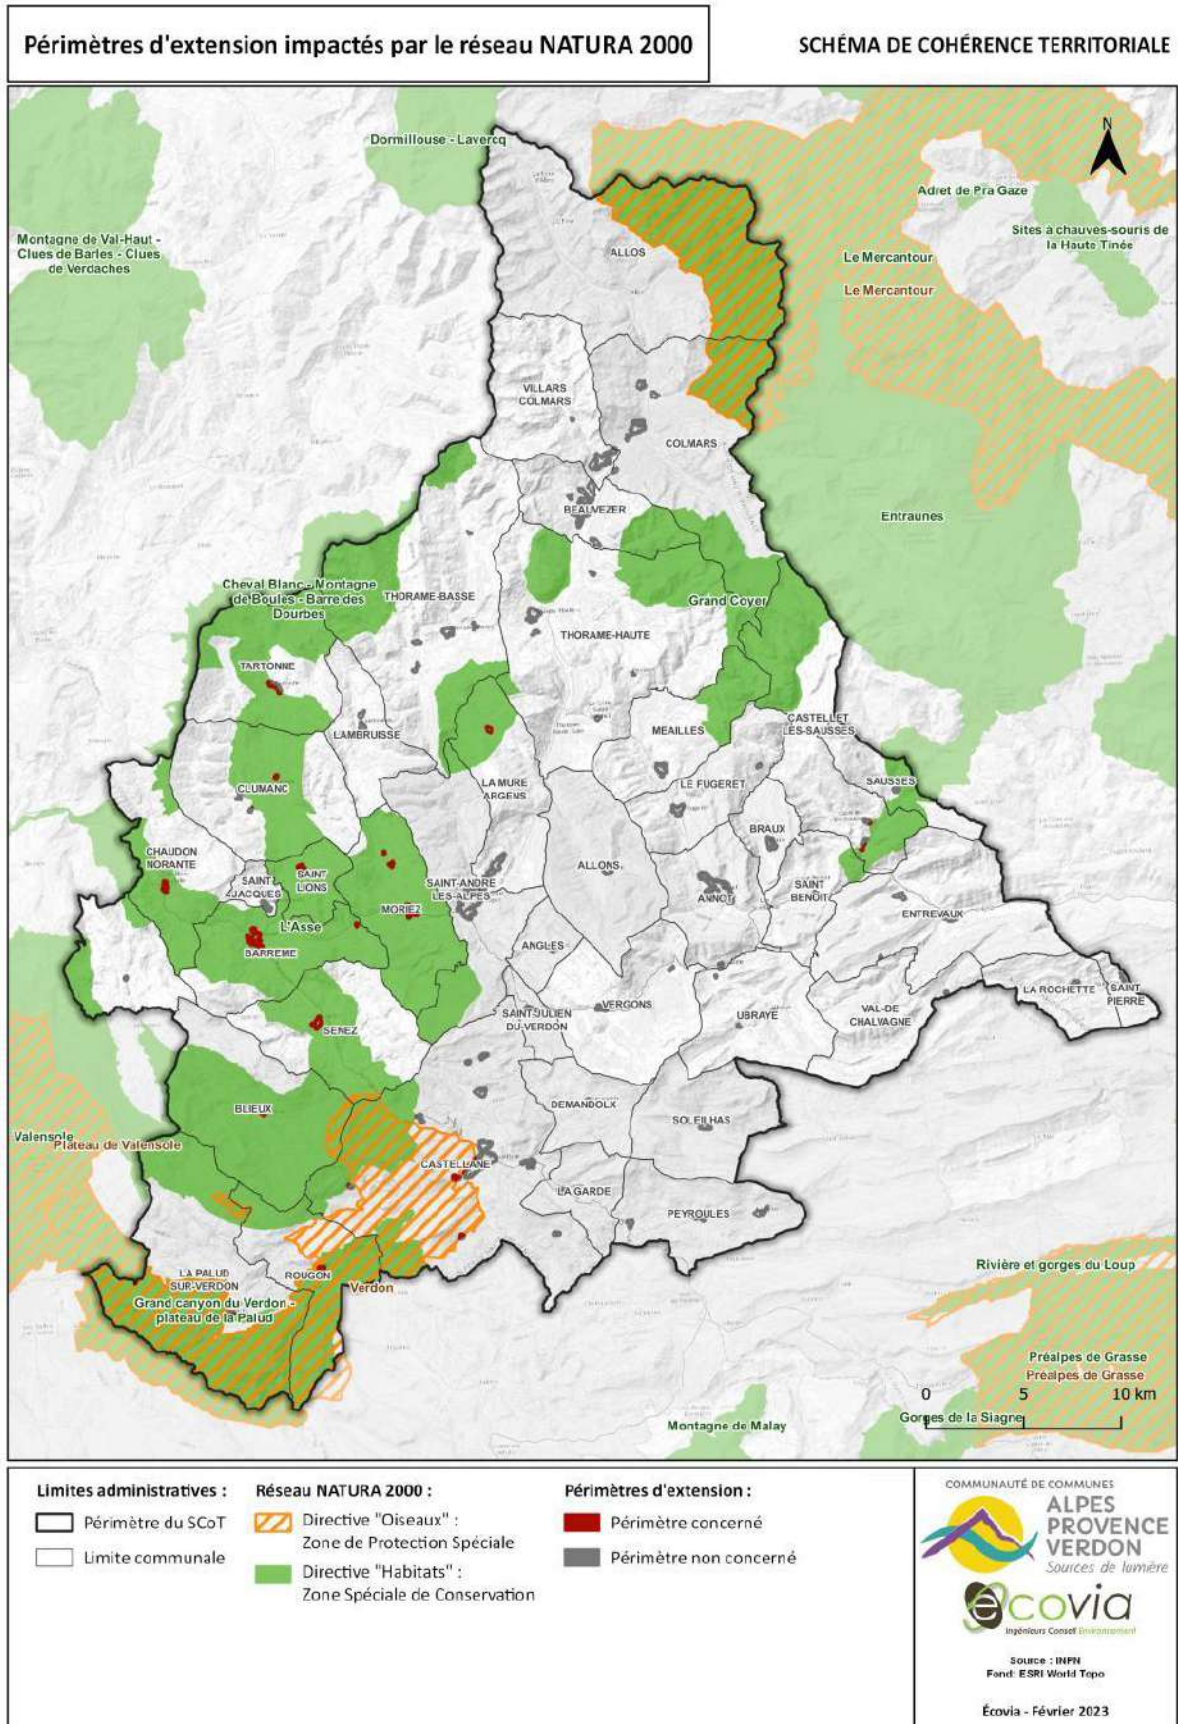 Périmètres d'extension impactés par le réseau NATURA 2000
SCHÉMA DE COHÉRENCE TERRITORIALE
N
Dormillouse - Lavercq
Adret de Pra Gaze
Sites à chauves-souris de
la Haute Tinée
Montagne de Val-Haut -
Clues de Barles - Clues
de Verdaches
ALLOS
Le Mercantour
Le Mercantour
VILLARS
COLMARS
COLMARS
BEAUVEZER
Entraunes
Cheval Blanc - Montagne
de Boules - Barre des
Dourbes
THORAME-BASSE
Grand Coyer
THORAME-HAUTE
TARTONNE
LAMBRUISSE
MEAILLES
CASTELLET
LES-SAUSSES
SAUSSES
LA MURE
ARGENS
LE FUGERET
CLUMANC
BRAUX
CHAUDON
NORANTE
SAINT
JACQUES
SAINT
LIONS
SAINT-ANDRE
LES-ALPES
ALLONS
ANNOT
SAINT
BENOIT
MORIEZ
ENTREVAUX
L'Asse
BARREME
ANGLES
LA ROCHETTE
SAINT
PIERRE
VERGONS
SAINT-JULIEN
DU-VERDON
UBRAYE
VAL-DE
CHALVAGNE
SENEZ
BLIEUX
DEMANDOLX
SOLEILHAS
Valensole
Plateau de Valensole
CASTELLANE
LA GARDE
PEYROULES
LA PALUD
SUR-VERDON
ROUGON
Verdon
Grand canyon du Verdon -
plateau de la Palud
Rivière et gorges du Loup
Préalpes de Grasse
Préalpes de Grasse
0 5 10 km
Montagne de Malay
Gorges de la Siagne
Limites administratives :
Périmètre du SCoT
Limite communale
Réseau NATURA 2000 :
Directive "Oiseaux" :
Zone de Protection Spéciale
Directive "Habitats" :
Zone Spéciale de Conservation
Périmètres d'extension :
Périmètre concerné
Périmètre non concerné
COMMUNAUTÉ DE COMMUNES
ALPES
PROVENCE
VERDON
Sources de lumière
écovia
Ingénieurs Conseil Environnement
Source : INPN
Fond: ESRI World Topo
Écovia - Février 2023